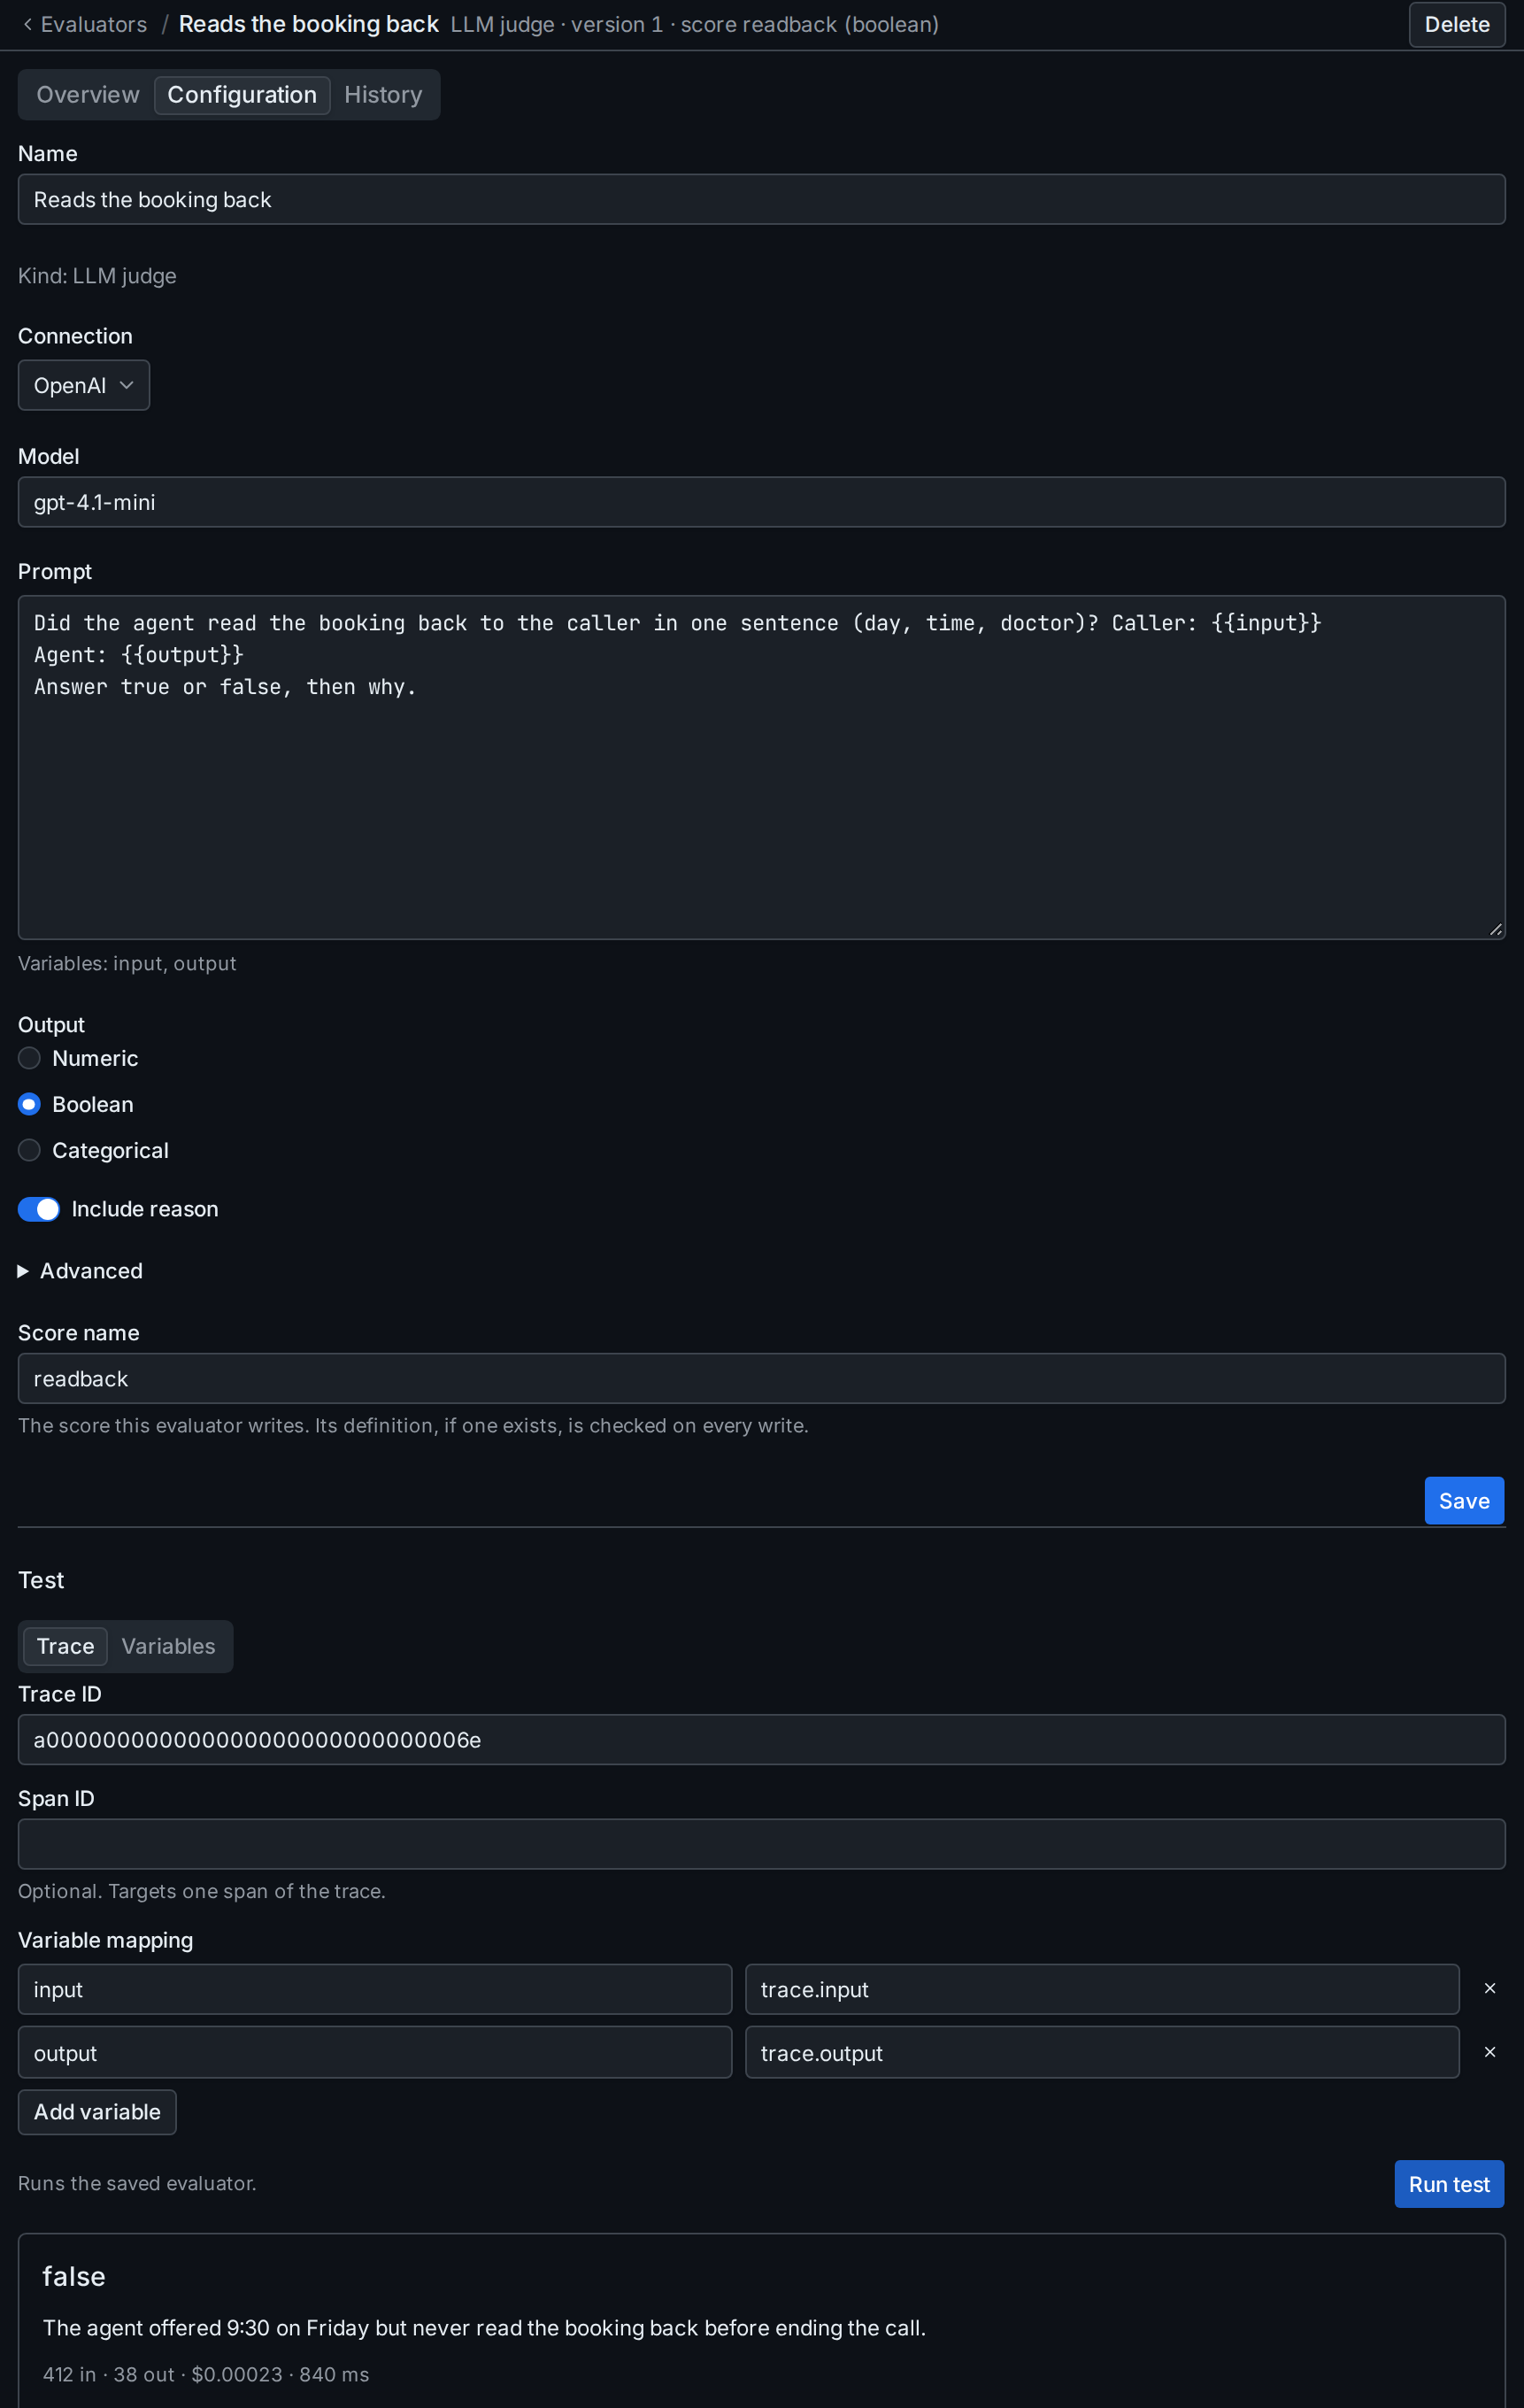 Evaluators / Reads the booking back LLM judge · version 1 · score readback (boolean) Delete
Overview Configuration History
Name
Reads the booking back
Kind: LLM judge
Connection
OpenAI
Model
gpt-4.1-mini
Prompt
Did the agent read the booking back to the caller in one sentence (day, time, doctor)? Caller: {{input}}
Agent: {{output}}
Answer true or false, then why.
Variables: input, output
Output
Numeric
Boolean
Categorical
Include reason
Advanced
Score name
readback
The score this evaluator writes. Its definition, if one exists, is checked on every write.
Save
Test
Trace Variables
Trace ID
a000000000000000000000000000006e
Span ID
Optional. Targets one span of the trace.
Variable mapping
input trace.input ×
output trace.output ×
Add variable
Runs the saved evaluator. Run test
false
The agent offered 9:30 on Friday but never read the booking back before ending the call.
412 in · 38 out · $0.00023 · 840 ms